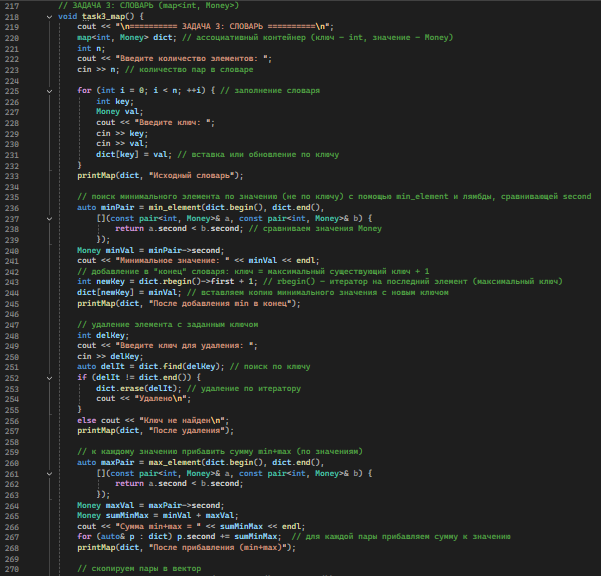 217 // ЗАДАЧА 3: СЛОВАРЬ (map<int, Money>)
218 void task3_map() {
219 cout << "\n========== ЗАДАЧА 3: СЛОВАРЬ ==========\n";
220 map<int, Money> dict; // ассоциативный контейнер (ключ - int, значение - Money)
221 int n;
222 cout << "Введите количество элементов: ";
223 cin >> n; // количество пар в словаре
224
225 for (int i = 0; i < n; ++i) { // заполнение словаря
226 int key;
227 Money val;
228 cout << "Введите ключ: ";
229 cin >> key;
230 cin >> val;
231 dict[key] = val; // вставка или обновление по ключу
232 }
233 printMap(dict, "Исходный словарь");
234
235 // поиск минимального элемента по значению (не по ключу) с помощью min_element и лямбды, сравнивающей second
236 auto minPair = min_element(dict.begin(), dict.end(),
237 [](const pair<int, Money>& a, const pair<int, Money>& b) {
238 return a.second < b.second; // сравниваем значения Money
239 });
240 Money minVal = minPair->second;
241 cout << "Минимальное значение: " << minVal << endl;
242 // добавление в "конец" словаря: ключ = максимальный существующий ключ + 1
243 int newKey = dict.rbegin()->first + 1; // rbegin() - итератор на последний элемент (максимальный ключ)
244 dict[newKey] = minVal; // вставляем копию минимального значения с новым ключом
245 printMap(dict, "После добавления min в конец");
246
247 // удаление элемента с заданным ключом
248 int delKey;
249 cout << "Введите ключ для удаления: ";
250 cin >> delKey;
251 auto delIt = dict.find(delKey); // поиск по ключу
252 if (delIt != dict.end()) {
253 dict.erase(delIt); // удаление по итератору
254 cout << "Удалено\n";
255 }
256 else cout << "Ключ не найден\n";
257 printMap(dict, "После удаления");
258
259 // к каждому значению прибавить сумму min+max (по значениям)
260 auto maxPair = max_element(dict.begin(), dict.end(),
261 [](const pair<int, Money>& a, const pair<int, Money>& b) {
262 return a.second < b.second;
263 });
264 Money maxVal = maxPair->second;
265 Money sumMinMax = minVal + maxVal;
266 cout << "Сумма min+max = " << sumMinMax << endl;
267 for (auto& p : dict) p.second += sumMinMax; // для каждой пары прибавляем сумму к значению
268 printMap(dict, "После прибавления (min+max)");
269
270 // скопируем пары в вектор